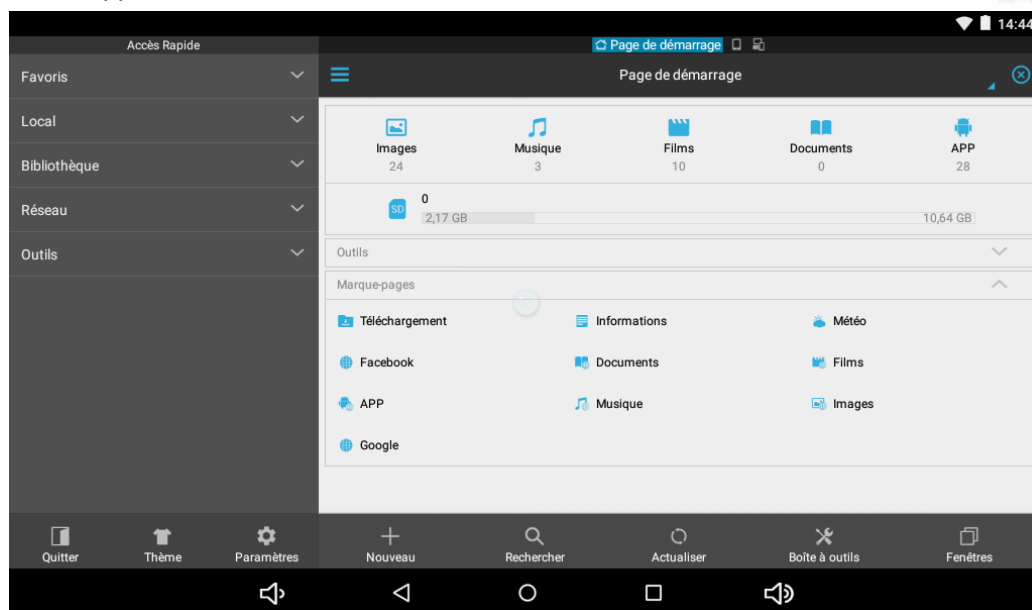 14:44
Accès Rapide
Page de démarrage
Favoris
Page de démarrage
Local
Bibliothèque
Réseau
Outils
Images
Musique
Films
Documents
APP
24
3
10
0
28
SD
0
2,17 GB
10,64 GB
Outils
Marque-pages
Téléchargement
Informations
Météo
Facebook
Documents
Films
APP
Musique
Images
Google
Quitter
Thème
Paramètres
Nouveau
Rechercher
Actualiser
Boîte à outils
Fenêtres